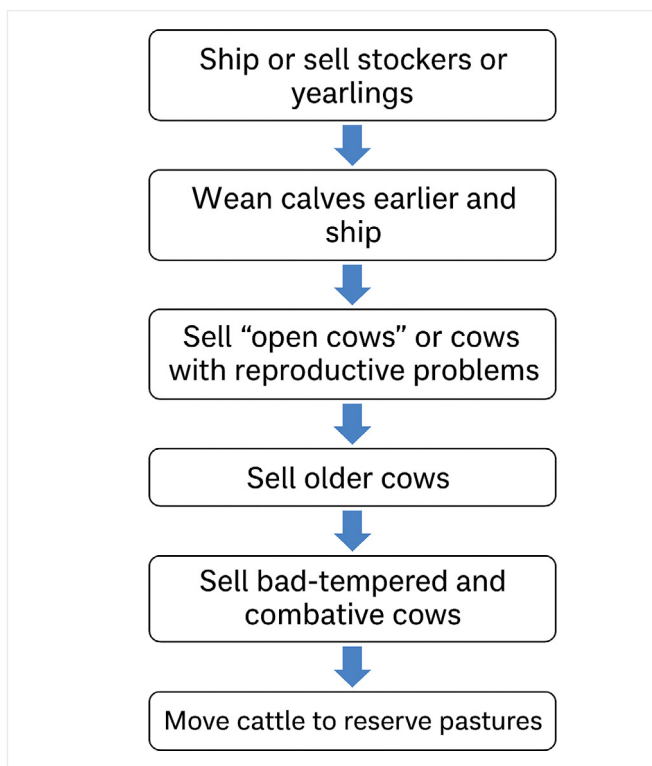 Ship or sell stockers or
yearlings
Wean calves earlier and
ship
Sell “open cows” or cows
with reproductive problems
Sell older cows
Sell bad-tempered and
combative cows
Move cattle to reserve pastures